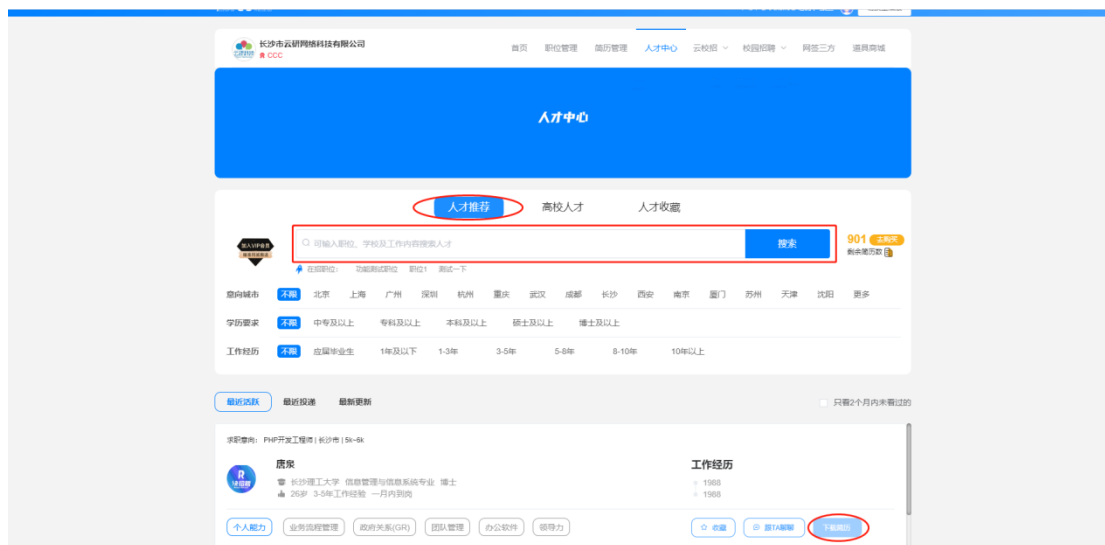 长沙市云研网络科技有限公司
CCC
首页 职位管理 简历管理 人才中心 云校招 校园招聘 网签三方 道具商城
人才中心
人才推荐 高校人才 人才收藏
加入VIP会员
可输入职位、学校及工作内容搜索人才 搜索
901 去购买
剩余简历数
在招职位: 功能测试职位 职位1 测试一下
意向城市 不限 北京 上海 广州 深圳 杭州 重庆 武汉 成都 长沙 西安 南京 厦门 苏州 天津 沈阳 更多
学历要求 不限 中专及以上 专科及以上 本科及以上 硕士及以上 博士及以上
工作经历 不限 应届毕业生 1年及以下 1-3年 3-5年 5-8年 8-10年 10年以上
最近活跃 最近投递 最新更新 只看2个月内未看过的
求职意向: PHP开发工程师 | 长沙市 | 5k-6k
唐泉 工作经历
长沙理工大学 信息管理与信息系统专业 博士 1988
26岁 3-5年工作经验 一月内到岗 1988
个人能力 业务流程管理 政府关系(GR) 团队管理 办公软件 领导力 收藏 跟TA聊聊 下载简历